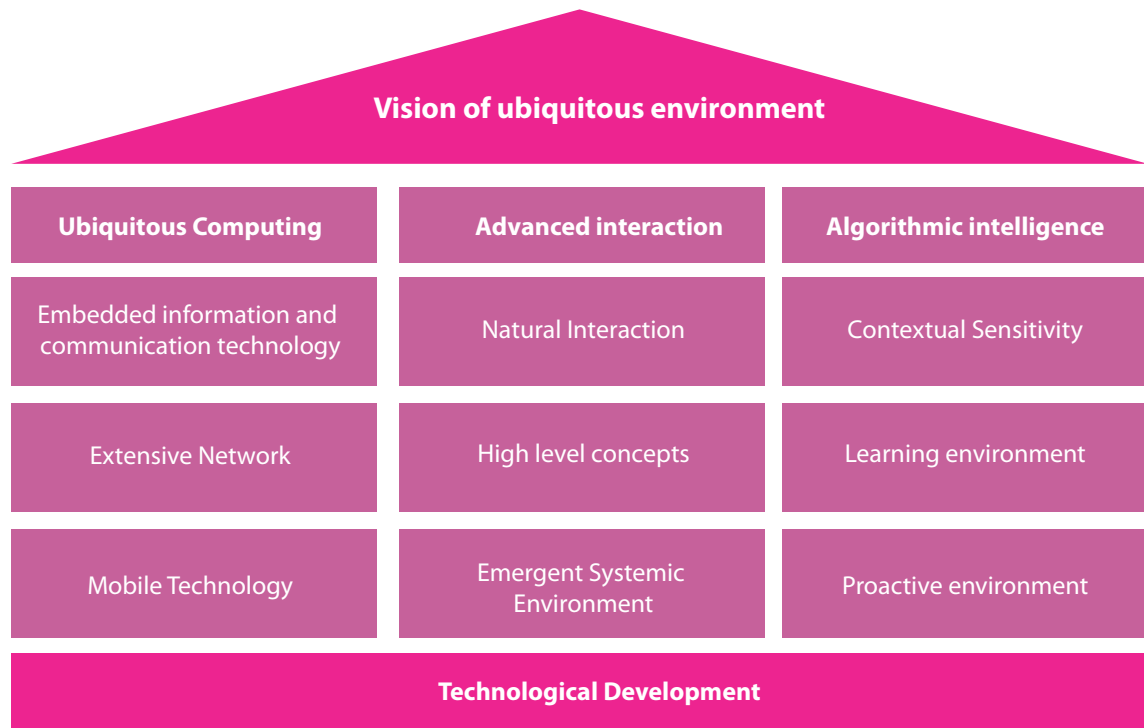 Vision of ubiquitous environment
Ubiquitous Computing
Advanced interaction
Algorithmic intelligence
Embedded information and
communication technology
Natural Interaction
Contextual Sensitivity
Extensive Network
High level concepts
Learning environment
Mobile Technology
Emergent Systemic
Environment
Proactive environment
Technological Development